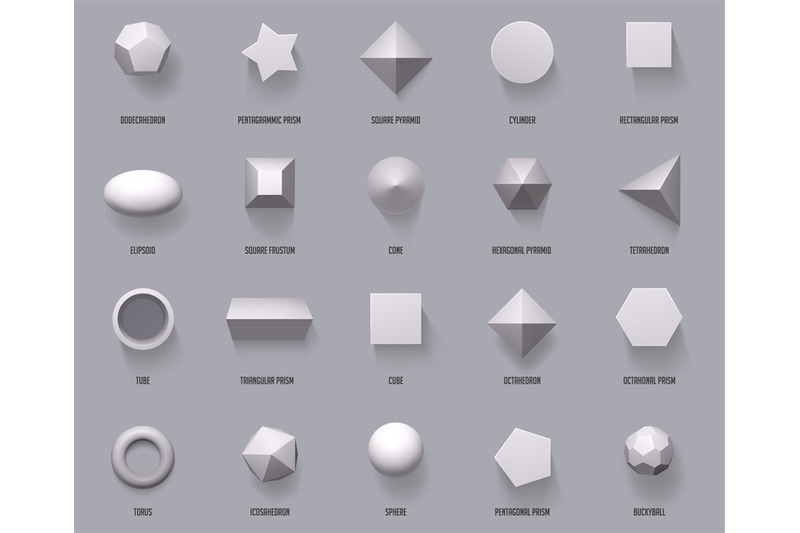 DODECAHEDRON PENTAGRAMMIC PRISM SQUARE PYRAMID CYLINDER RECTANGULAR PRISM
ELIPSOID SQUARE FRUSTUM CONE HEXAGONAL PYRAMID TETRAHEDRON
TUBE TRIANGULAR PRISM CUBE OCTAHEDRON OCTAHONAL PRISM
TORUS ICOSAHEDRON SPHERE PENTAGONAL PRISM BUCKYBALL